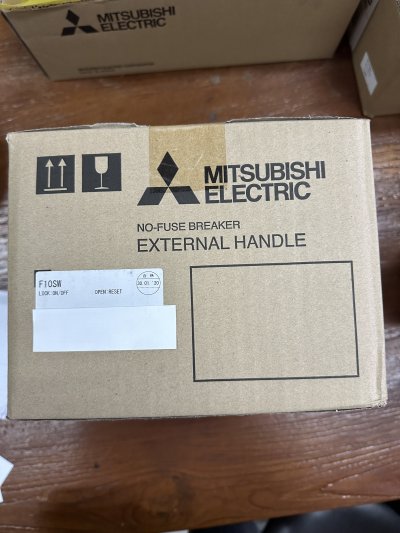 MITSUBISHI
ELECTRIC
MITSUBISHI
ELECTRIC
NO-FUSE BREAKER
EXTERNAL HANDLE
F10SW
LOCK:ON/OFF OPEN:RESET